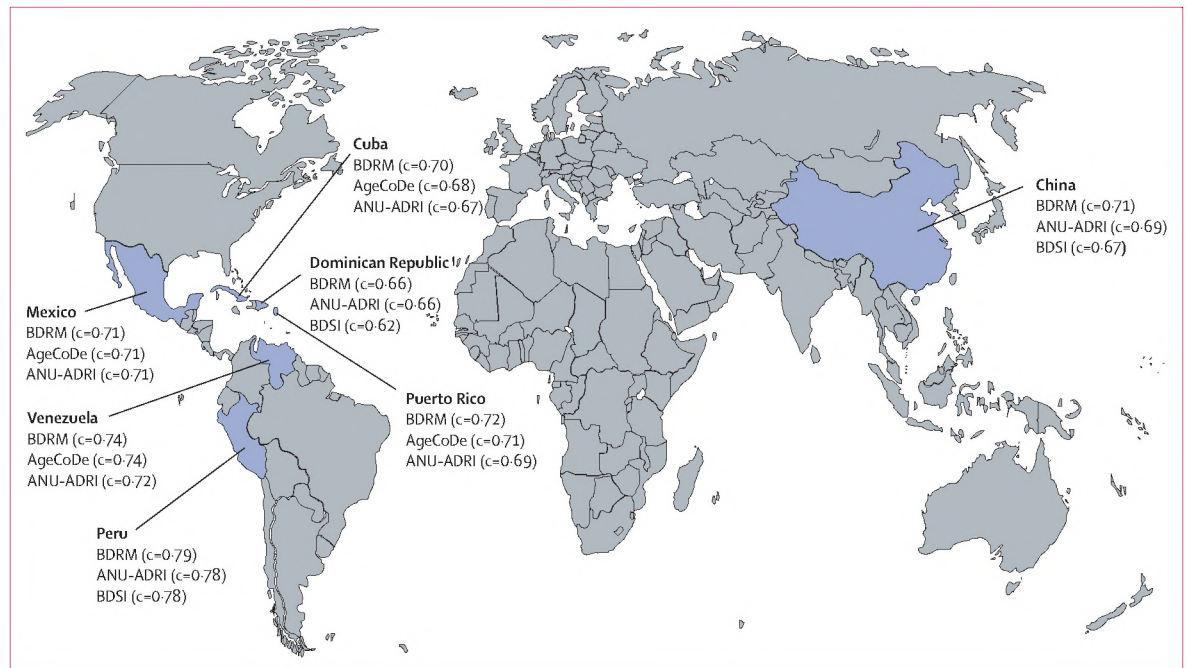 Cuba
BDRM (c=0·70)
AgeCoDe (c=0·68)
ANU-ADRI (c=0·67)
China
BDRM (c=0·71)
ANU-ADRI (c=0·69)
BDSI (c=0·67)
Dominican Republic
BDRM (c=0·66)
ANU-ADRI (c=0·66)
BDSI (c=0·62)
Mexico
BDRM (c=0·71)
AgeCoDe (c=0·71)
ANU-ADRI (c=0·71)
Puerto Rico
BDRM (c=0·72)
AgeCoDe (c=0·71)
ANU-ADRI (c=0·69)
Venezuela
BDRM (c=0·74)
AgeCoDe (c=0·74)
ANU-ADRI (c=0·72)
Peru
BDRM (c=0·79)
ANU-ADRI (c=0·78)
BDSI (c=0·78)